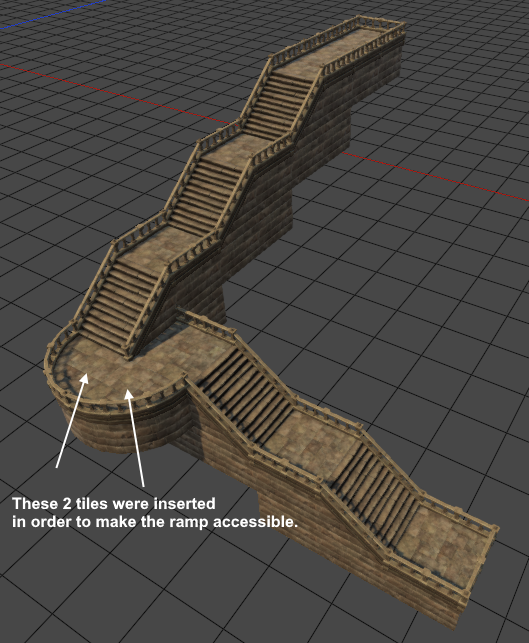 These 2 tiles were inserted
in order to make the ramp accessible.